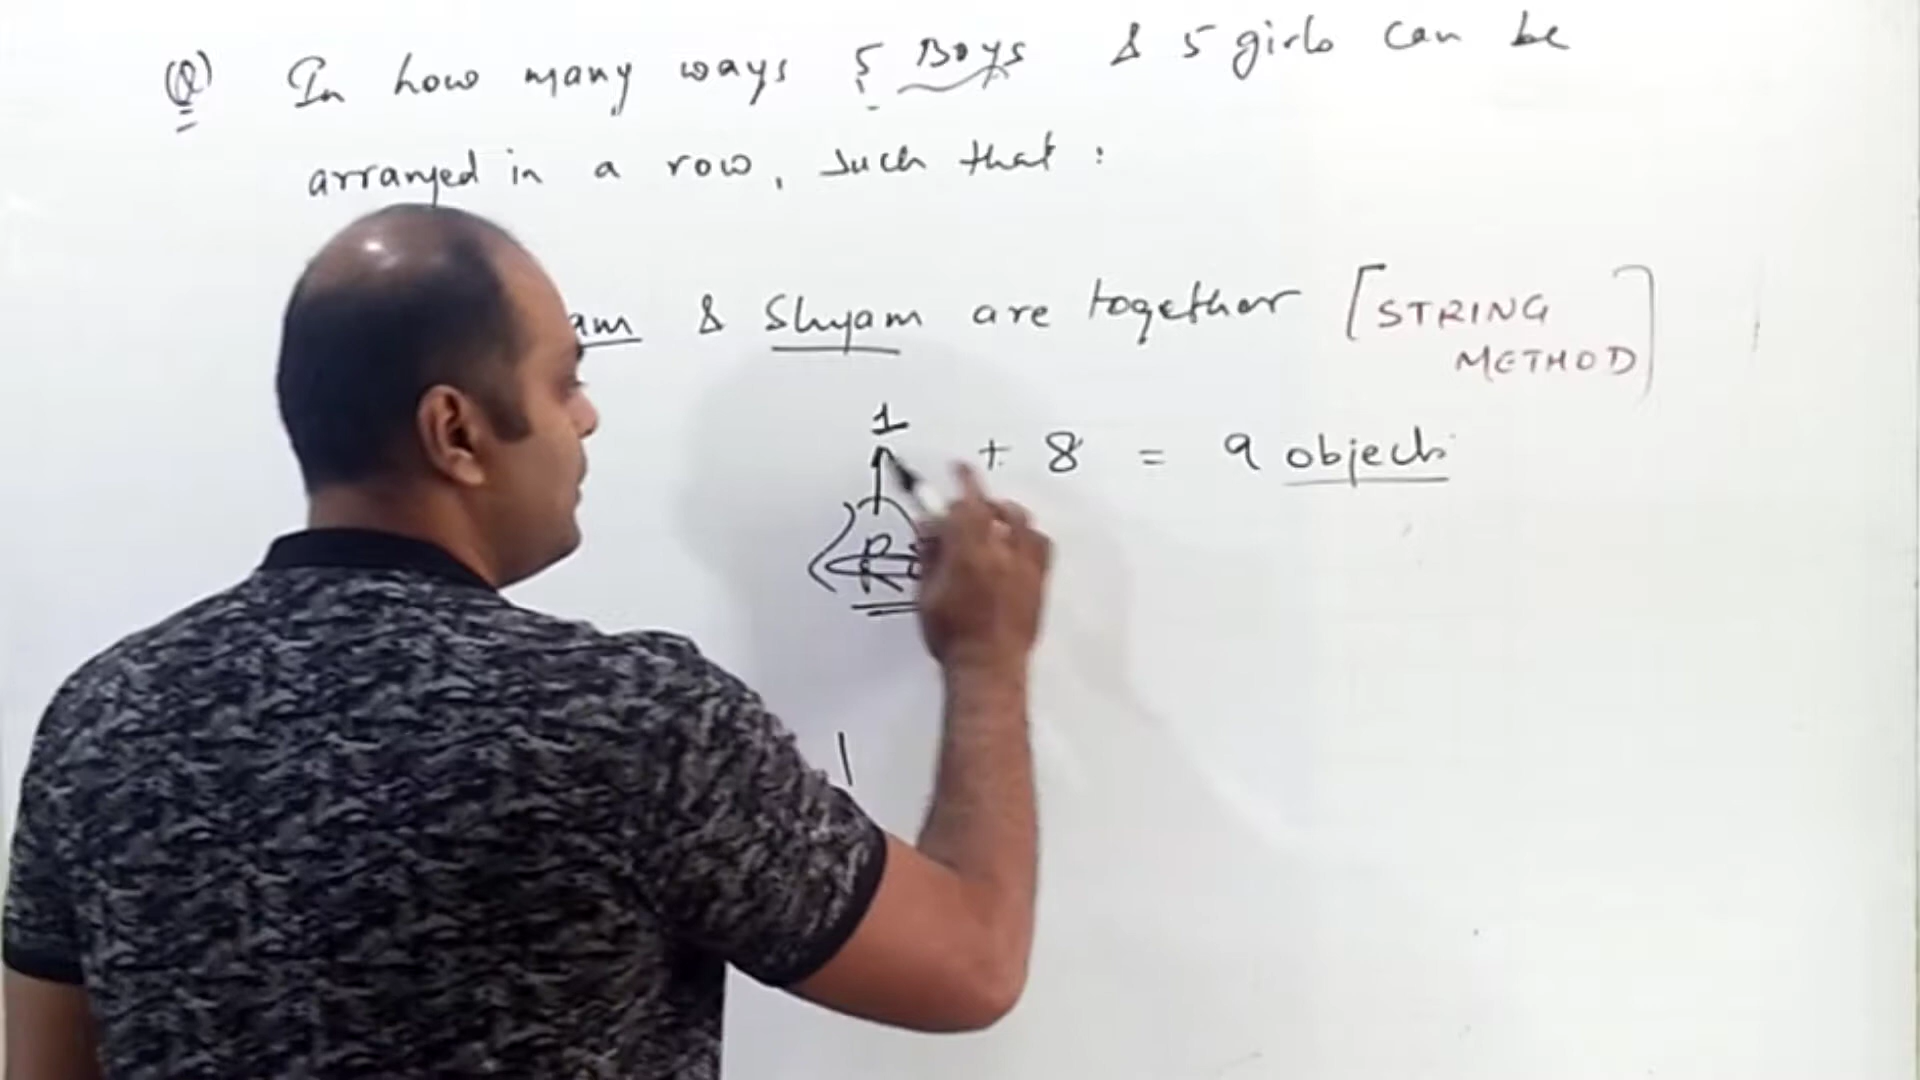 Q) In how many ways 5 Boys & 5 girls can be
arranged in a row, such that :
am & Shyam are together [STRING
METHOD]
1 + 8 = 9 objects
R